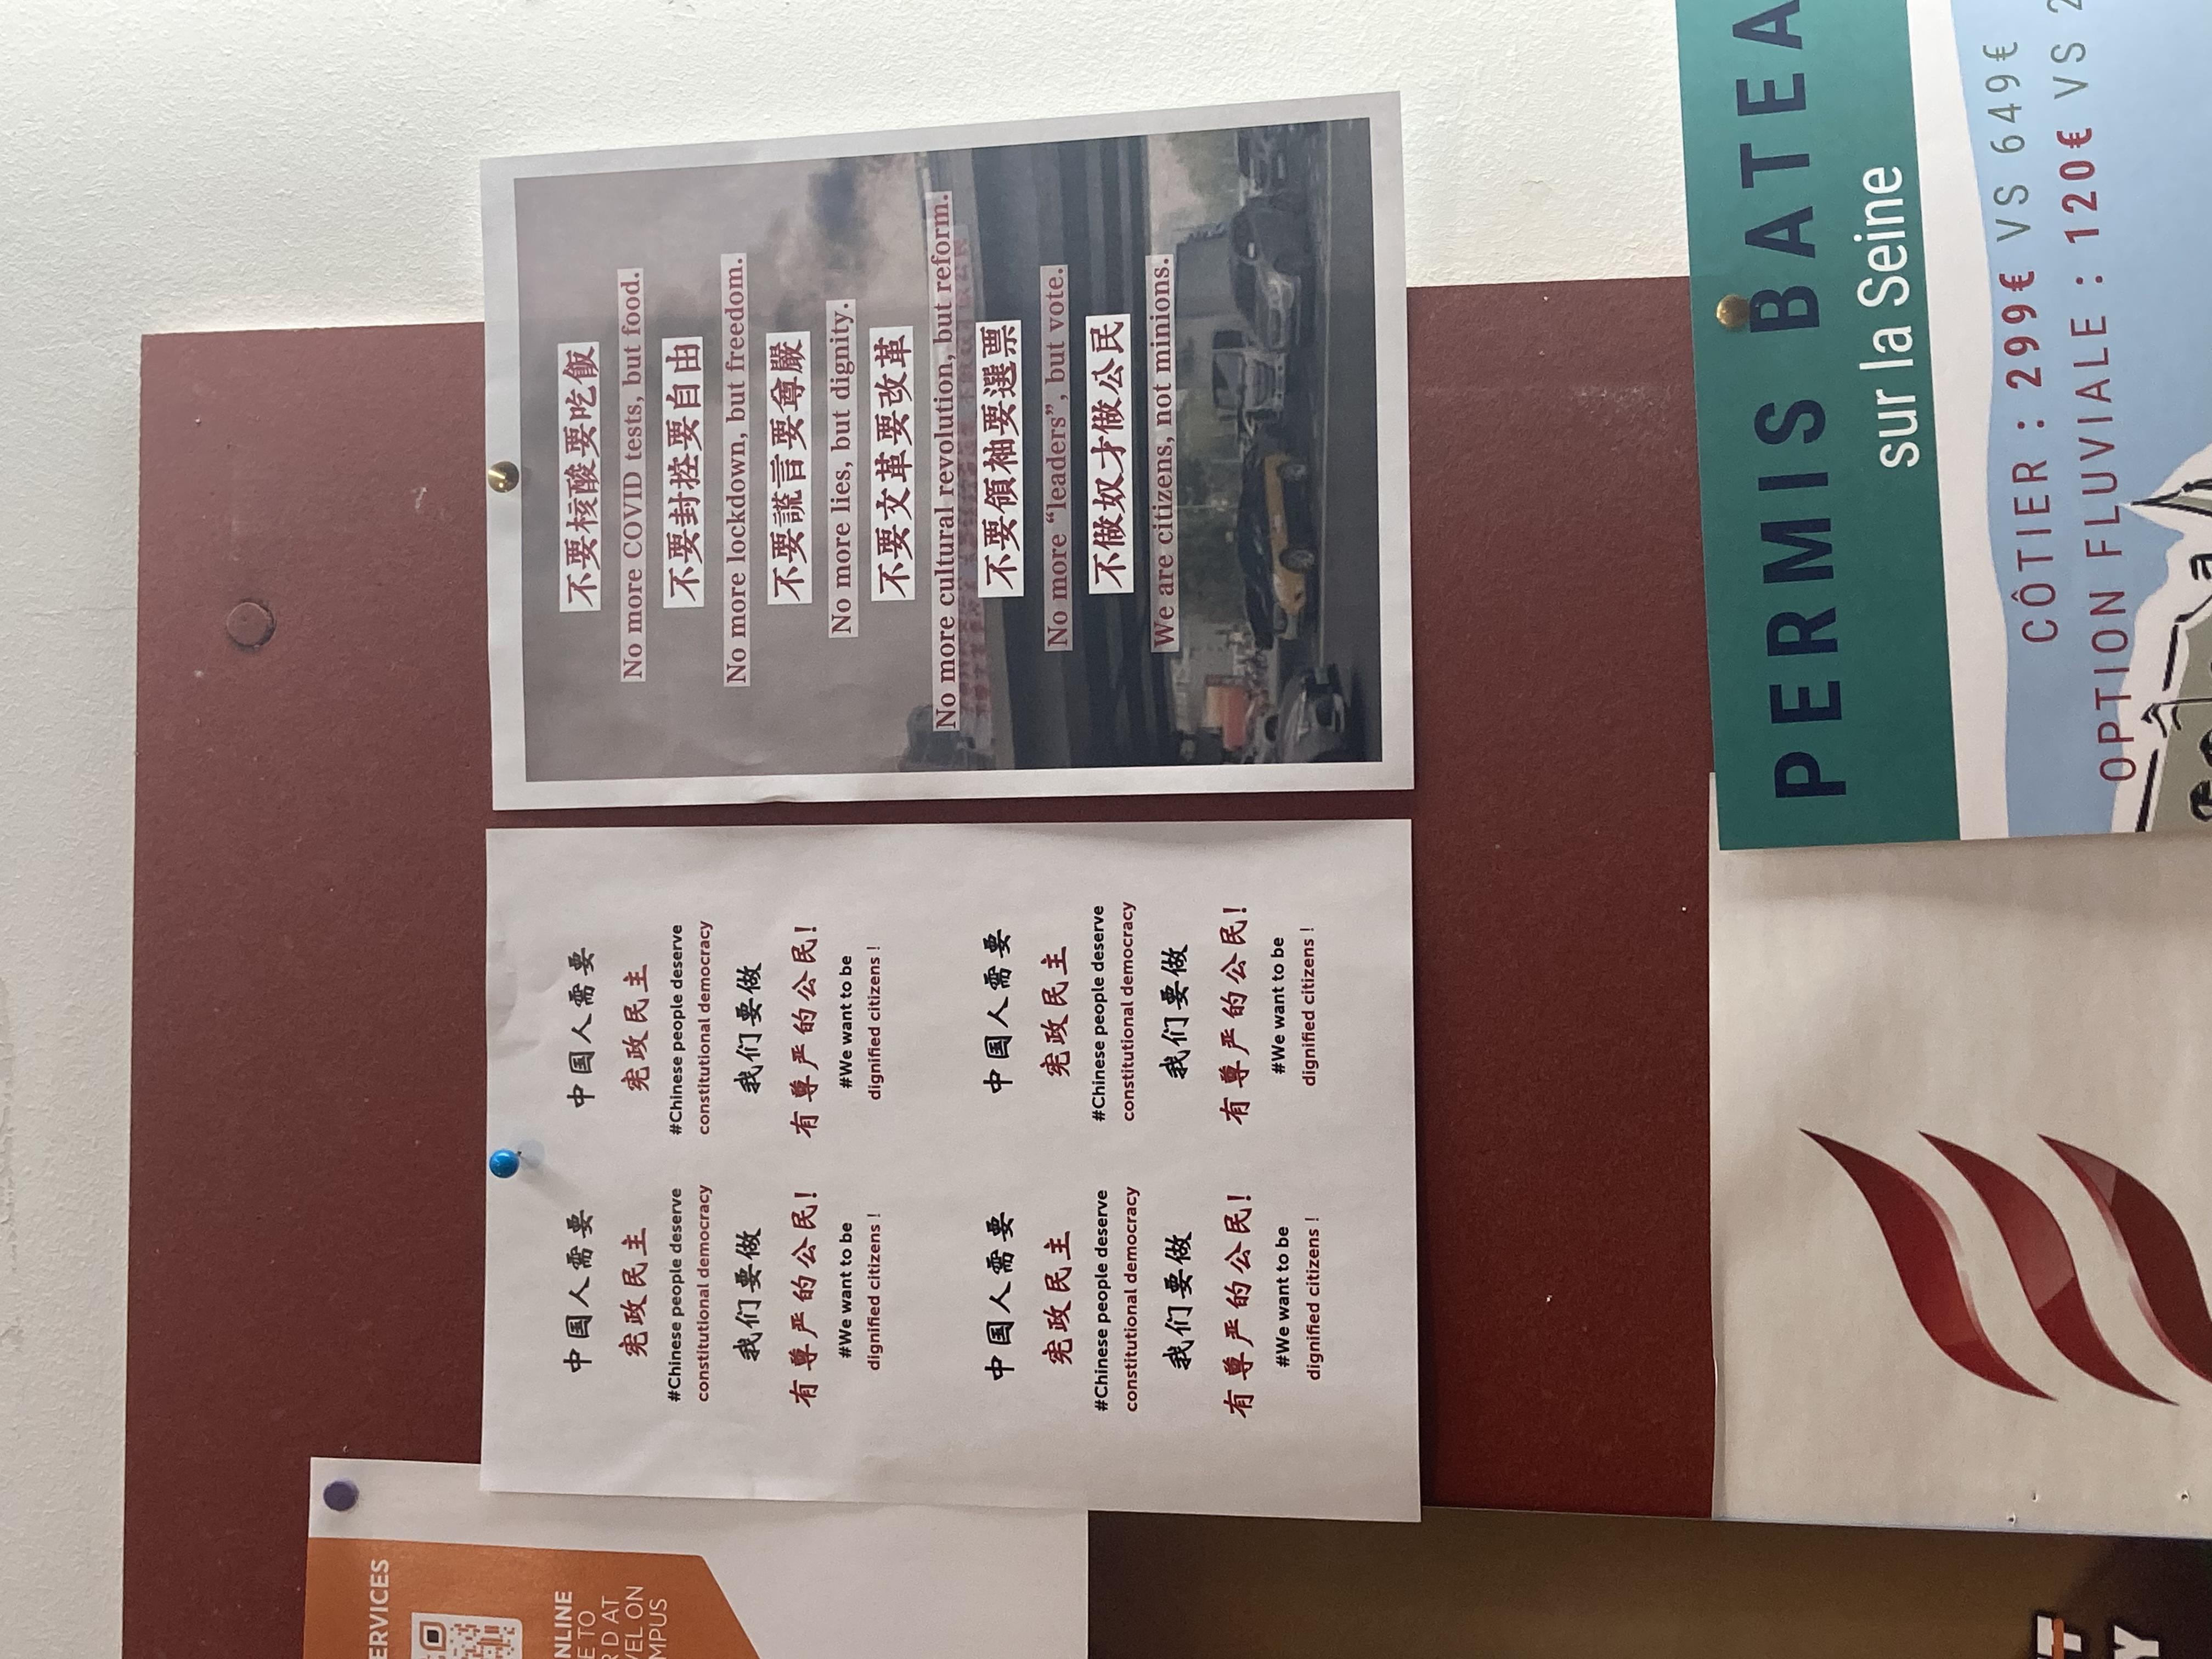 不要核酸要吃飯
No more COVID tests, but food.
不要封控要自由
No more lockdown, but freedom.
不要謊言要尊嚴
No more lies, but dignity.
不要文革要改革
No more cultural revolution, but reform.
不要領袖要選票
No more “leaders”, but vote.
不做奴才做公民
We are citizens, not minions.
中国人需要
宪政民主
#Chinese people deserve
constitutional democracy
我们要做
有尊严的公民!
#We want to be
dignified citizens !
中国人需要
宪政民主
#Chinese people deserve
constitutional democracy
我们要做
有尊严的公民!
#We want to be
dignified citizens !
中国人需要
宪政民主
#Chinese people deserve
constitutional democracy
我们要做
有尊严的公民!
#We want to be
dignified citizens !
中国人需要
宪政民主
#Chinese people deserve
constitutional democracy
我们要做
有尊严的公民!
#We want to be
dignified citizens !
PERMIS BATEA
sur la Seine
CÔTIER : 299€ VS 649€
OPTION FLUVIALE : 120€ VS 2
ERVICES
NLINE
E TO
R D AT
VEL ON
MPUS